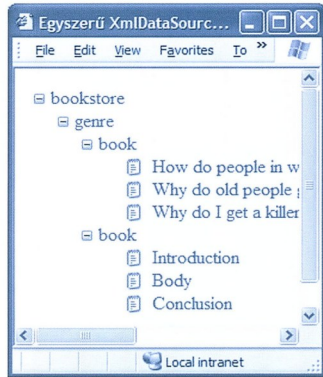 Egyszerű XmlDataSourc...
File Edit View Favorites To »
bookstore
genre
book
How do people in w
Why do old people
Why do I get a killer
book
Introduction
Body
Conclusion
Local intranet